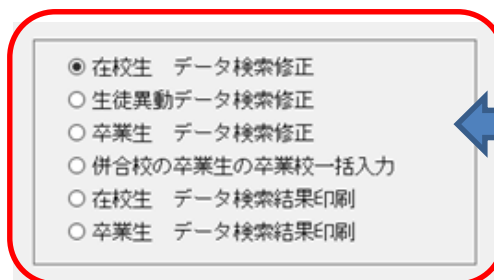 在校生　データ検索修正
生徒異動データ検索修正
卒業生　データ検索修正
併合校の卒業生の卒業校一括入力
在校生　データ検索結果印刷
卒業生　データ検索結果印刷